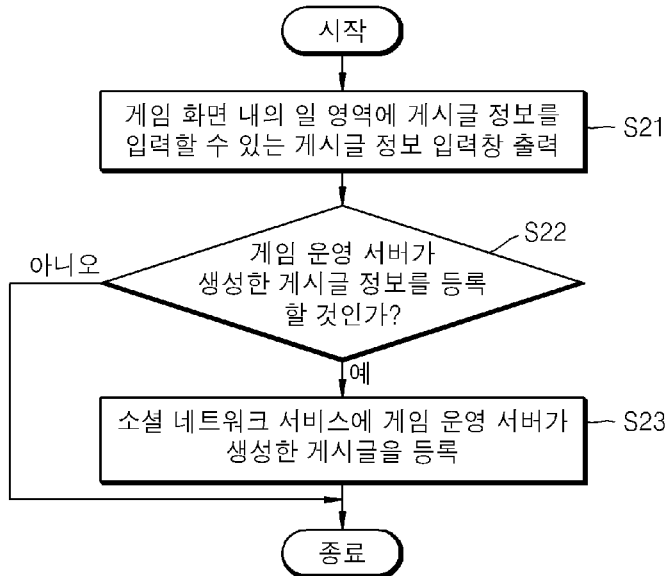 시작
게임 화면 내의 일 영역에 게시글 정보를
입력할 수 있는 게시글 정보 입력창 출력
S21
S22
게임 운영 서버가
생성한 게시글 정보를 등록
할 것인가?
아니오
예
소셜 네트워크 서비스에 게임 운영 서버가
생성한 게시글을 등록
S23
종료